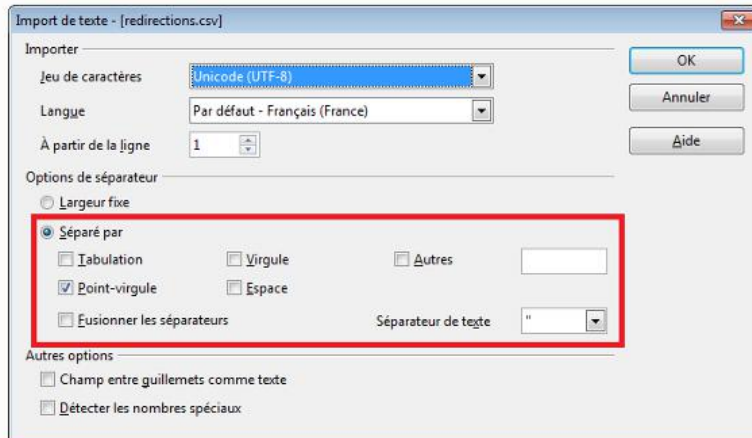 Import de texte - [redirections.csv]
Importer
Jeu de caractères Unicode (UTF-8)
Langue Par défaut - Français (France)
À partir de la ligne 1
OK
Annuler
Aide
Options de séparateur
Largeur fixe
Séparé par
Tabulation Virgule Autres
Point-virgule Espace
Fusionner les séparateurs Séparateur de texte "
Autres options
Champ entre guillemets comme texte
Détecter les nombres spéciaux